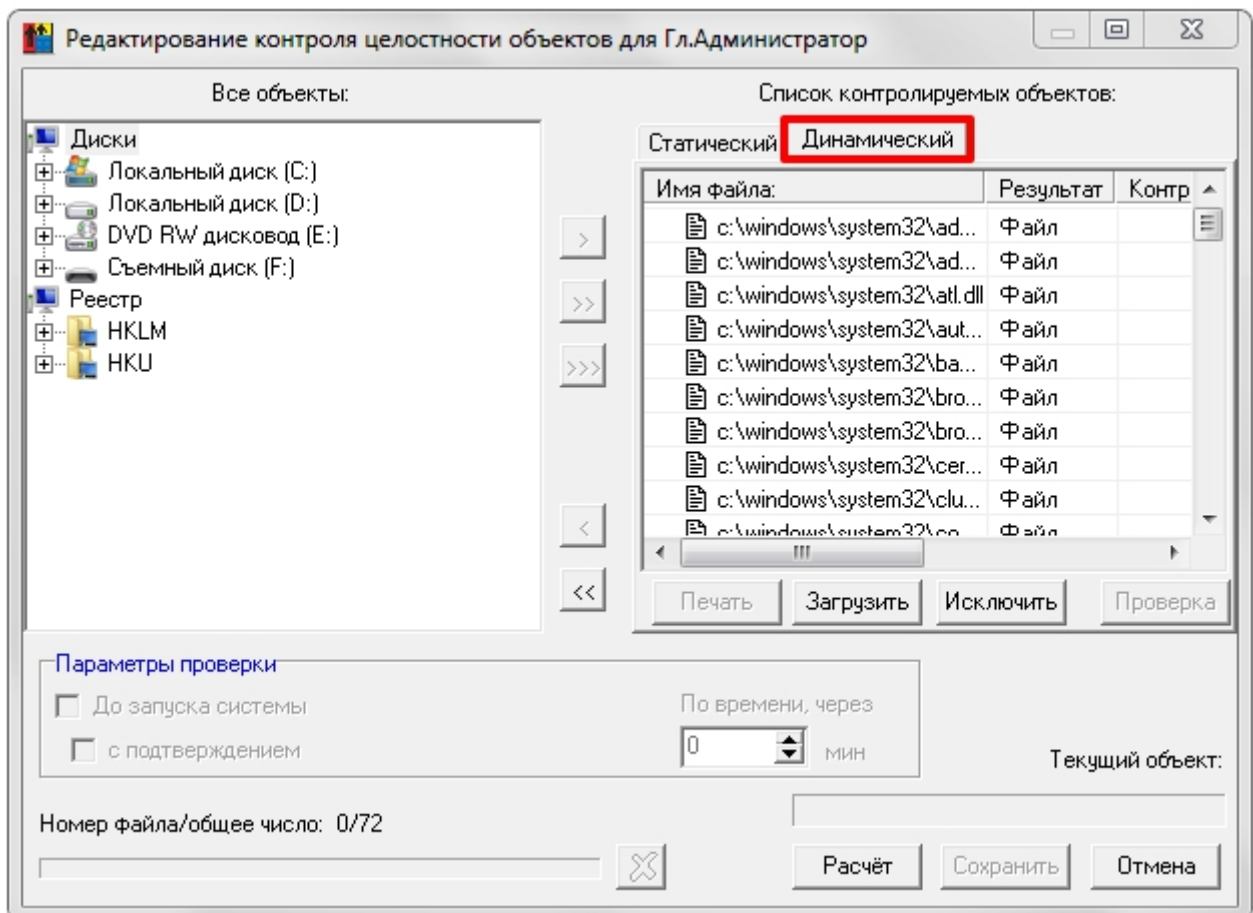 Редактирование контроля целостности объектов для Гл.Администратор
Все объекты:
Диски
Локальный диск (C:)
Локальный диск (D:)
DVD RW дисковод (E:)
Съемный диск (F:)
Реестр
HKLM
HKU
>
>>
>>>
<
<<
Список контролируемых объектов:
Статический Динамический
Имя файла: Результат Контр
c:\windows\system32\ad... Файл
c:\windows\system32\ad... Файл
c:\windows\system32\atl.dll Файл
c:\windows\system32\aut... Файл
c:\windows\system32\ba... Файл
c:\windows\system32\bro... Файл
c:\windows\system32\bro... Файл
c:\windows\system32\cer... Файл
c:\windows\system32\clu... Файл
c:\windows\system32\co... Файл
Печать Загрузить Исключить Проверка
Параметры проверки
До запуска системы
с подтверждением
По времени, через
0 мин
Текущий объект:
Номер файла/общее число: 0/72
Расчёт Сохранить Отмена